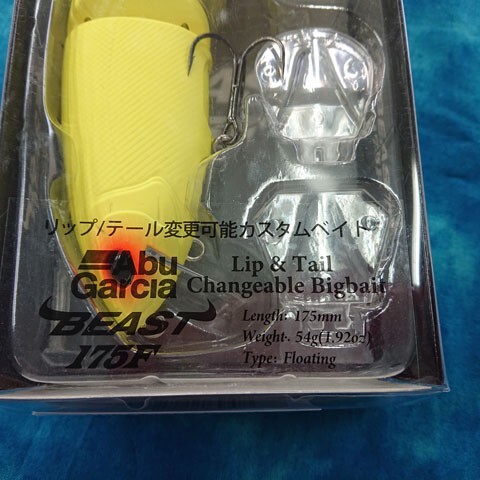 リップ/テール変更可能カスタムベイト
Abu
Garcia
BEAST
175F
Lip & Tail
Changeable Bigbait
Length: 175mm
Weight: 54g(1.92oz)
Type: Floating